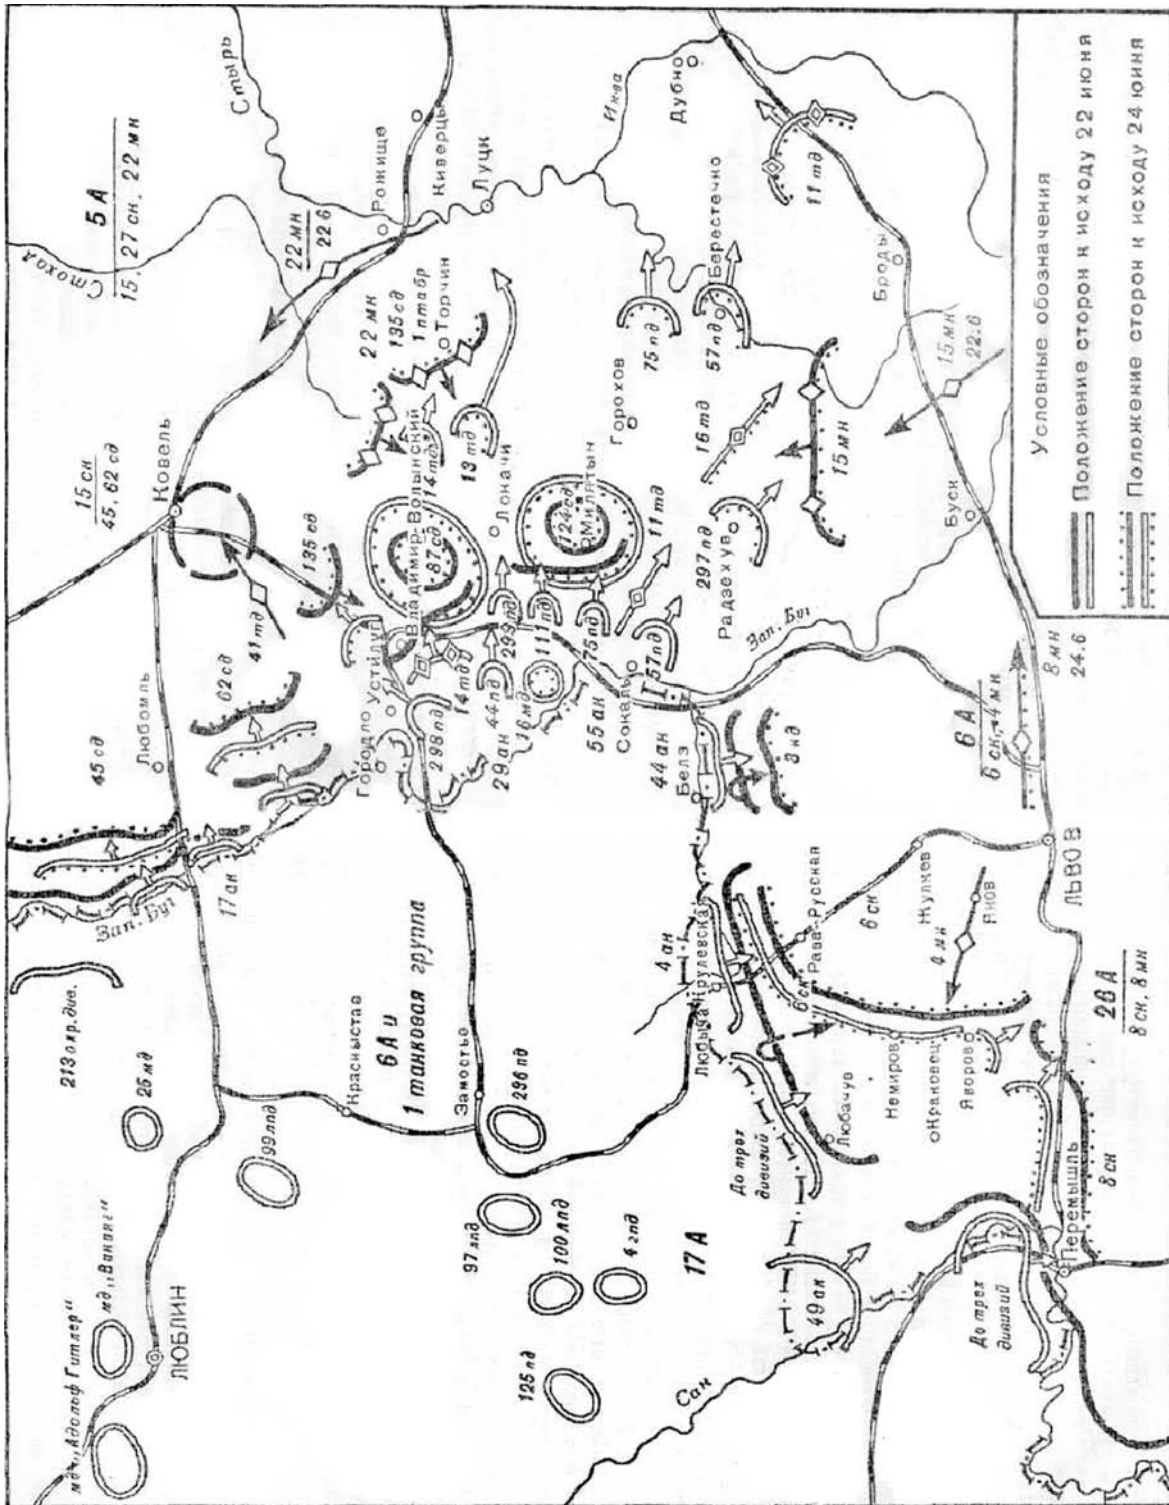 мд „Адольф Гитлер"
мд „Викинг"
ЛЮБЛИН
25 мд
213 охр. див.
99 лпд
Красныстав
6А и
1 танковая группа
Замостье
296 пд
97 лпд
100 лпд
4 гпд
125 пд
17 А
49 ак
Сан
До трех
дивизий
До трех
дивизий
Перемышль
8 ск
26 А
8 ск, 8 мк
Любачув
Немиров
Краковец
Яворов
6 ск
Рава-Русская
6 ск
Жулкев
4 мк
Янов
ЛЬВОВ
Любыча Крулевска
4 ак
Зап. Буг
17 ак
45 сд
Любомль
62 сд
41 тд
135 сд
15 ск
45, 62 сд
Ковель
Городло
Устилуг
Владимир-Волынский
87 сд
14 тд
298 пд
14 тд
44 пд
29 ак
16 мд
299 пд
111 пд
75 пд
57 пд
55 ак
Сокаль
44 ак
Белз
3 кд
6 А
6 ск, 4 мк
8 мк
24.6
Зап. Буг
Стоход
5 А
15, 27 ск, 22 мк
Стырь
22 мк
22.6
Рожище
Киверцы
Луцк
22 мк
135 сд
1 птабр
Торчин
13 тд
Локачи
124 сд
Милятын
11 тд
Горохов
75 пд
57 пд
Берестечко
16 тд
297 пд
Радзехув
15 мк
Буск
15 мк
22.6
Броды
11 тд
Дубно
Иква
Условные обозначения
Положение сторон к исходу 22 июня
Положение сторон к исходу 24 июня